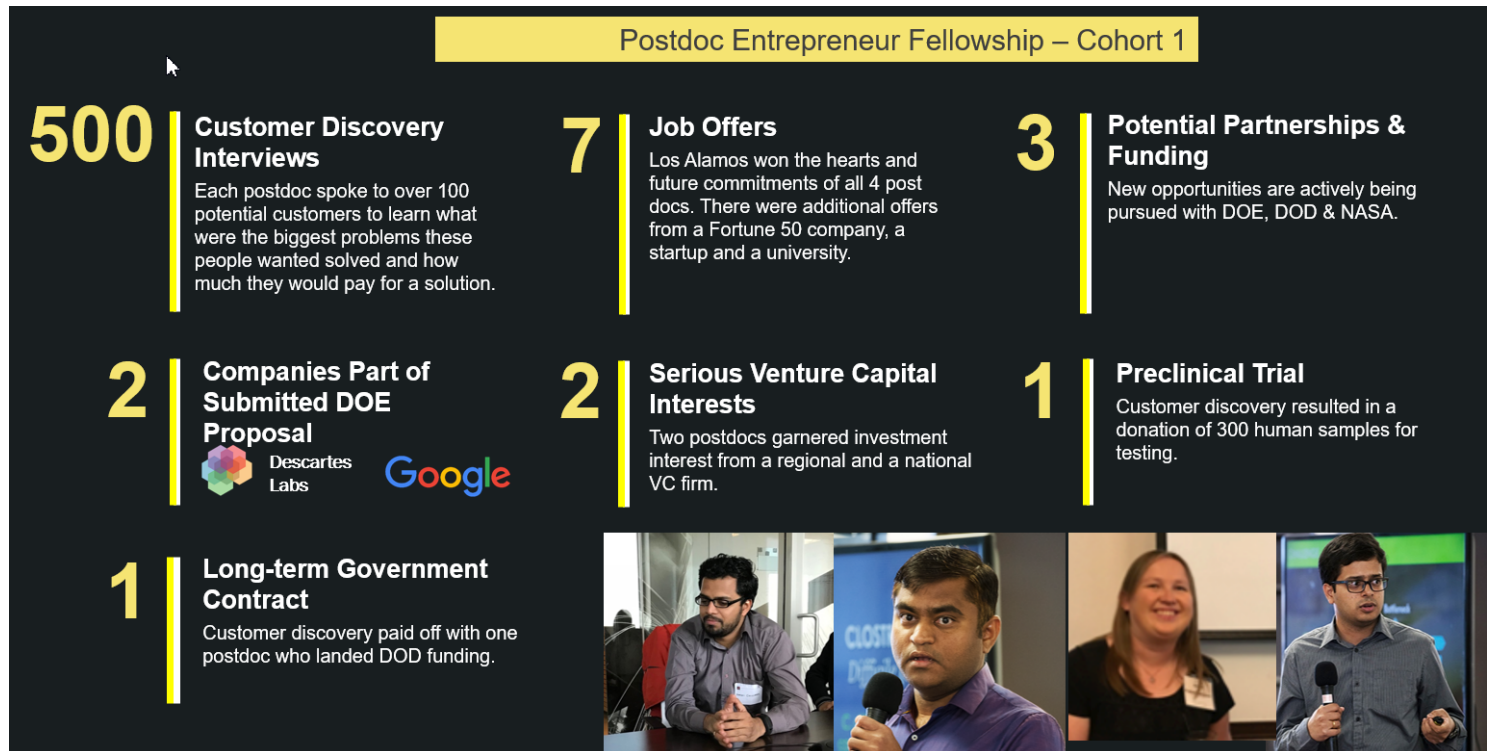 Postdoc Entrepreneur Fellowship – Cohort 1
500
Customer Discovery
Interviews
Each postdoc spoke to over 100
potential customers to learn what
were the biggest problems these
people wanted solved and how
much they would pay for a solution.
7
Job Offers
Los Alamos won the hearts and
future commitments of all 4 post
docs. There were additional offers
from a Fortune 50 company, a
startup and a university.
3
Potential Partnerships &
Funding
New opportunities are actively being
pursued with DOE, DOD & NASA.
2
Companies Part of
Submitted DOE
Proposal
Descartes
Labs
Google
2
Serious Venture Capital
Interests
Two postdocs garnered investment
interest from a regional and a national
VC firm.
1
Preclinical Trial
Customer discovery resulted in a
donation of 300 human samples for
testing.
1
Long-term Government
Contract
Customer discovery paid off with one
postdoc who landed DOD funding.